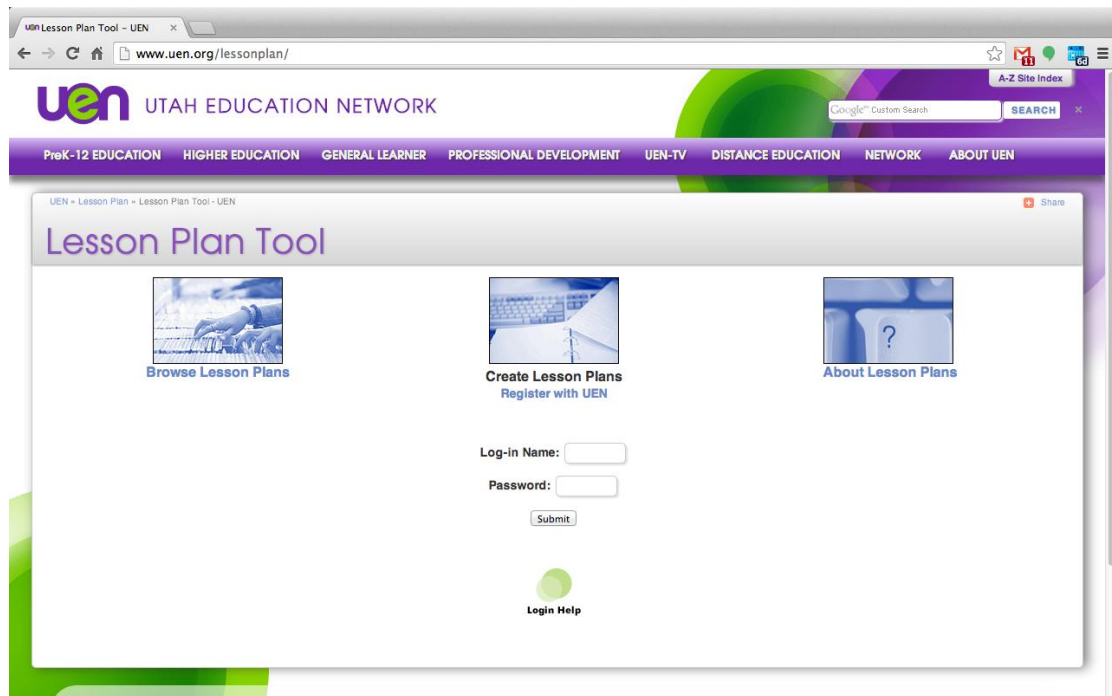 uen Lesson Plan Tool – UEN ×
www.uen.org/lessonplan/
11
6d
A-Z Site Index
uen UTAH EDUCATION NETWORK
Google™ Custom Search SEARCH ×
PreK-12 EDUCATION HIGHER EDUCATION GENERAL LEARNER PROFESSIONAL DEVELOPMENT UEN-TV DISTANCE EDUCATION NETWORK ABOUT UEN
UEN » Lesson Plan » Lesson Plan Tool - UEN Share
Lesson Plan Tool
?
Browse Lesson Plans Create Lesson Plans About Lesson Plans
Register with UEN
Log-in Name:
Password:
Submit
Login Help